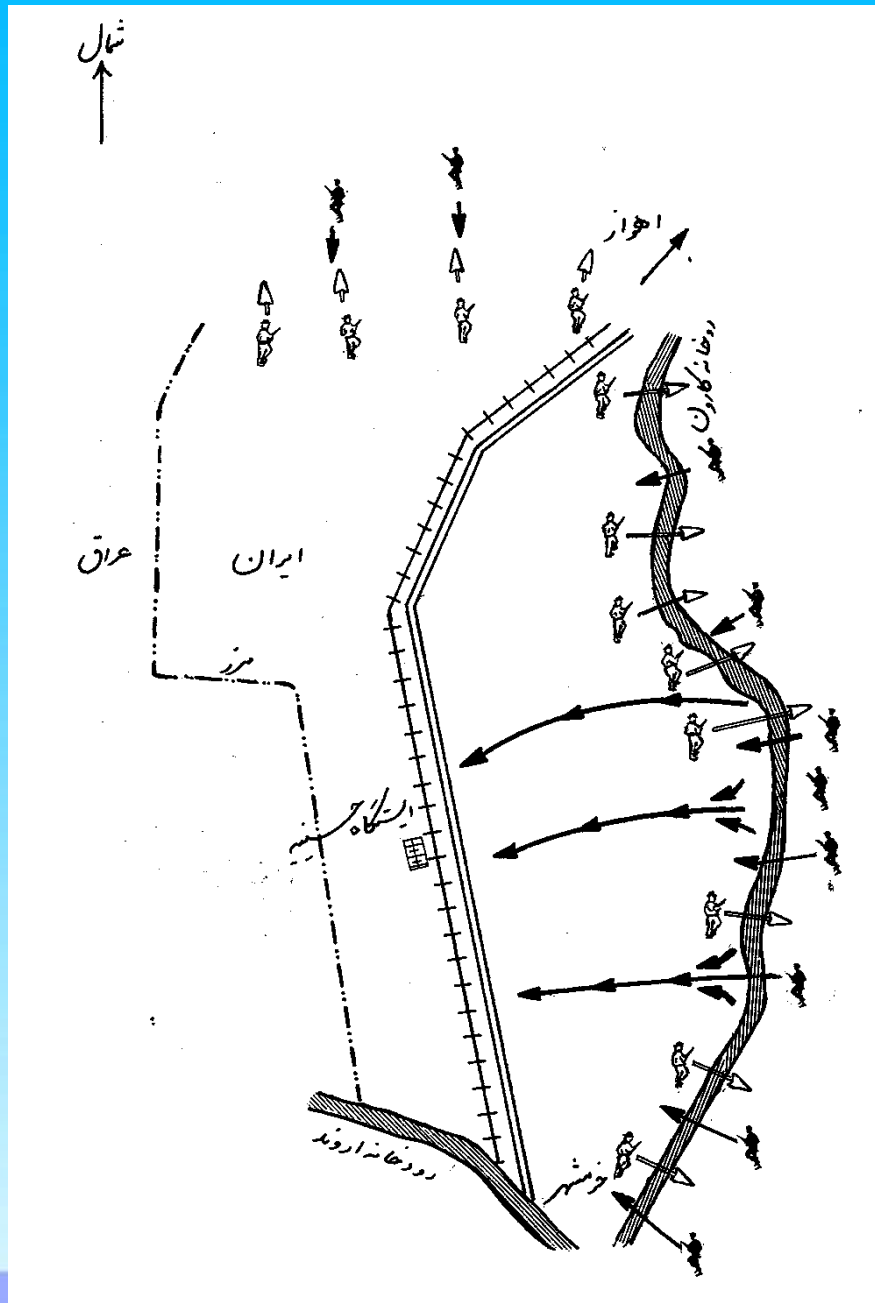 شمال
اهواز
رودخانه کارون
عراق
ایران
مرز
ایستگاه حسینیه
رودخانه اروند
خرمشهر